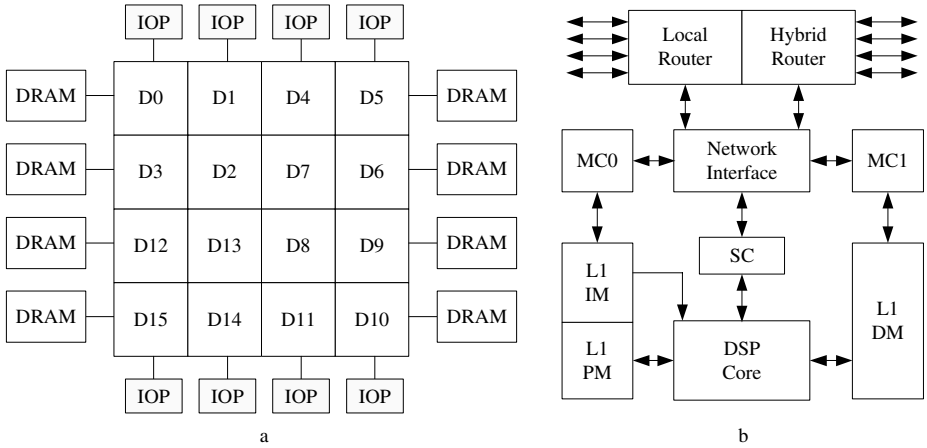 IOP IOP IOP IOP
DRAM D0 D1 D4 D5 DRAM
DRAM D3 D2 D7 D6 DRAM
DRAM D12 D13 D8 D9 DRAM
DRAM D15 D14 D11 D10 DRAM
IOP IOP IOP IOP
a
Local
Router
Hybrid
Router
MC0
Network
Interface
MC1
SC
L1
IM
L1
PM
DSP
Core
L1
DM
b